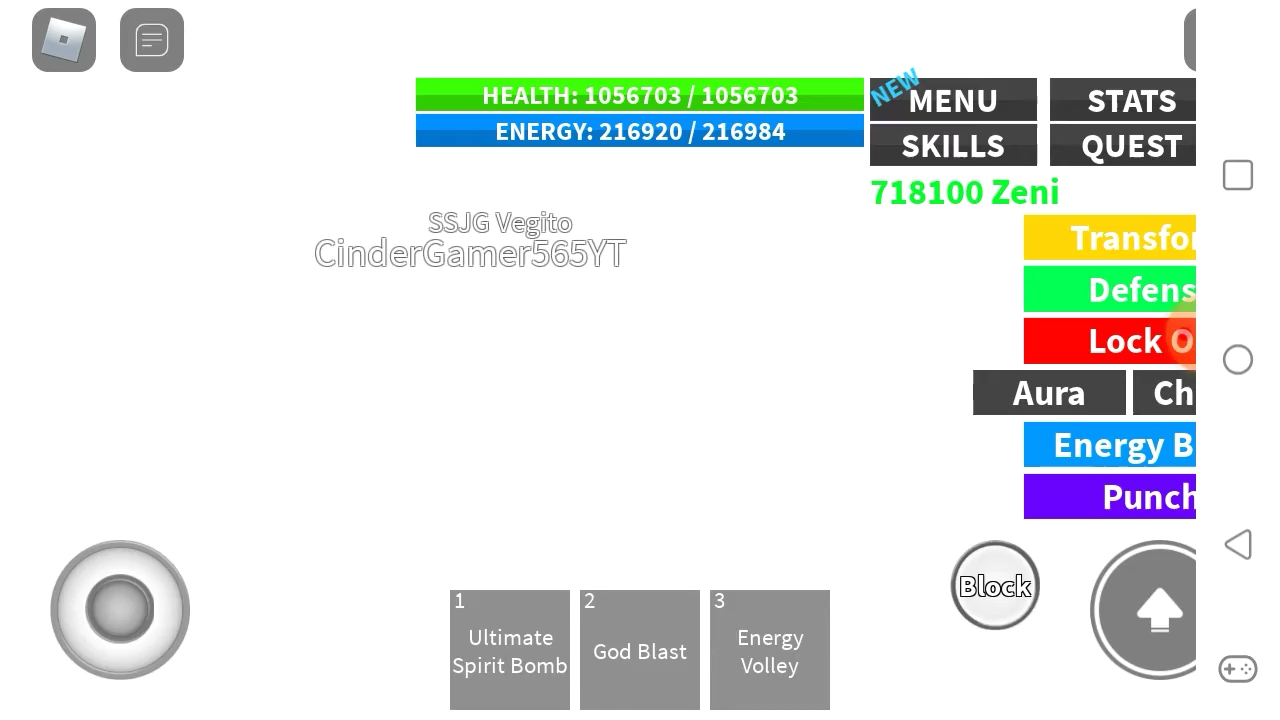 HEALTH: 1056703 / 1056703
ENERGY: 216920 / 216984
NEW
MENU
STATS
SKILLS
QUEST
718100 Zeni
SSJG Vegito
CinderGamer565YT
Transfor
Defens
Lock O
Aura
Ch
Energy B
Punch
Block
1
Ultimate
Spirit Bomb
2
God Blast
3
Energy
Volley